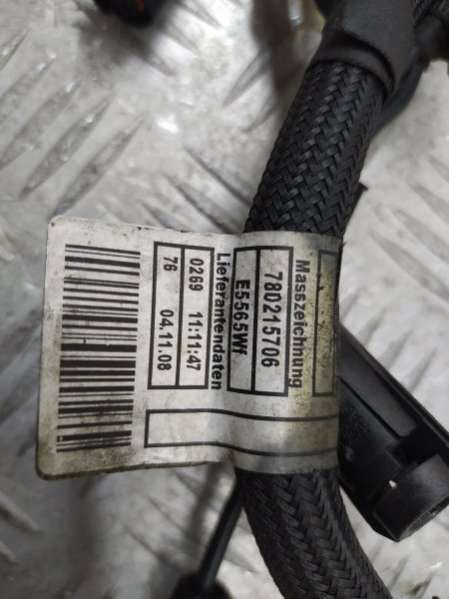 Masszeichnung
780215706
E5565Wf
Lieferantendaten
0269 11:11:47
76 04.11.08